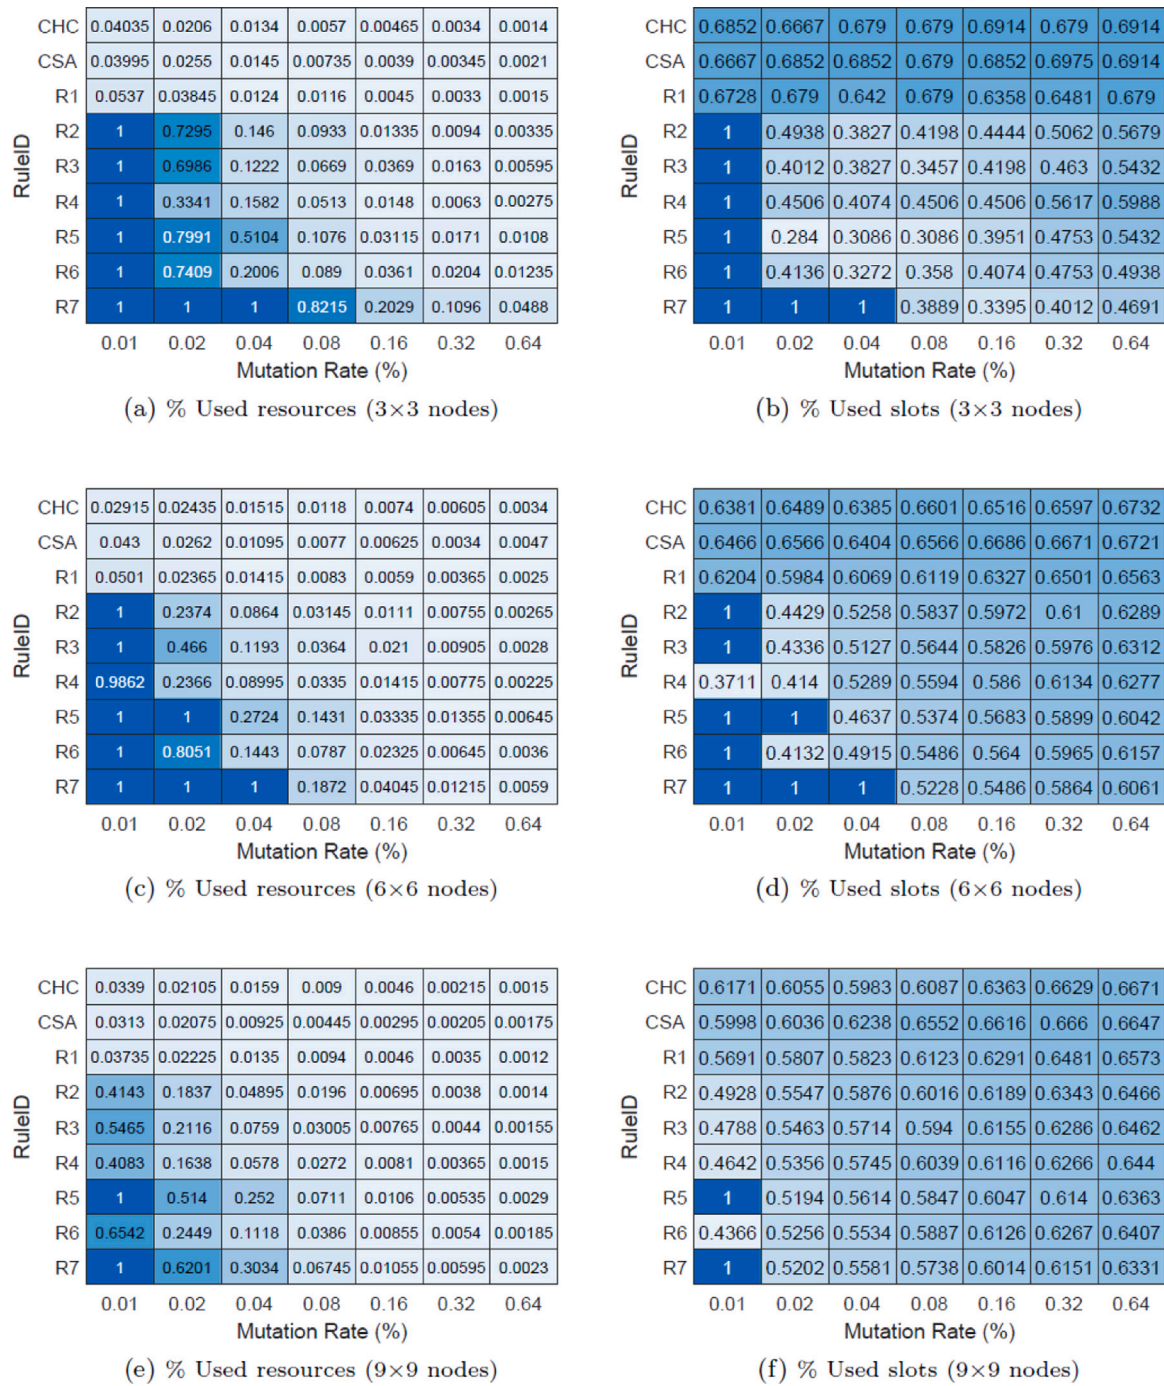 CHC 0.04035 0.0206 0.0134 0.0057 0.00465 0.0034 0.0014
CSA 0.03995 0.0255 0.0145 0.00735 0.0039 0.00345 0.0021
R1 0.0537 0.03845 0.0124 0.0116 0.0045 0.0033 0.0015
R2 1 0.7295 0.146 0.0933 0.01335 0.0094 0.00335
R3 1 0.6986 0.1222 0.0669 0.0369 0.0163 0.00595
R4 1 0.3341 0.1582 0.0513 0.0148 0.0063 0.00275
R5 1 0.7991 0.5104 0.1076 0.03115 0.0171 0.0108
R6 1 0.7409 0.2006 0.089 0.0361 0.0204 0.01235
R7 1 1 1 0.8215 0.2029 0.1096 0.0488
RuleID
0.01 0.02 0.04 0.08 0.16 0.32 0.64
Mutation Rate (%)
(a) % Used resources (3×3 nodes)
CHC 0.6852 0.6667 0.679 0.679 0.6914 0.679 0.6914
CSA 0.6667 0.6852 0.6852 0.679 0.6852 0.6975 0.6914
R1 0.6728 0.679 0.642 0.679 0.6358 0.6481 0.679
R2 1 0.4938 0.3827 0.4198 0.4444 0.5062 0.5679
R3 1 0.4012 0.3827 0.3457 0.4198 0.463 0.5432
R4 1 0.4506 0.4074 0.4506 0.4506 0.5617 0.5988
R5 1 0.284 0.3086 0.3086 0.3951 0.4753 0.5432
R6 1 0.4136 0.3272 0.358 0.4074 0.4753 0.4938
R7 1 1 1 0.3889 0.3395 0.4012 0.4691
RuleID
0.01 0.02 0.04 0.08 0.16 0.32 0.64
Mutation Rate (%)
(b) % Used slots (3×3 nodes)
CHC 0.02915 0.02435 0.01515 0.0118 0.0074 0.00605 0.0034
CSA 0.043 0.0262 0.01095 0.0077 0.00625 0.0034 0.0047
R1 0.0501 0.02365 0.01415 0.0083 0.0059 0.00365 0.0025
R2 1 0.2374 0.0864 0.03145 0.0111 0.00755 0.00265
R3 1 0.466 0.1193 0.0364 0.021 0.00905 0.0028
R4 0.9862 0.2366 0.08995 0.0335 0.01415 0.00775 0.00225
R5 1 1 0.2724 0.1431 0.03335 0.01355 0.00645
R6 1 0.8051 0.1443 0.0787 0.02325 0.00645 0.0036
R7 1 1 1 0.1872 0.04045 0.01215 0.0059
RuleID
0.01 0.02 0.04 0.08 0.16 0.32 0.64
Mutation Rate (%)
(c) % Used resources (6×6 nodes)
CHC 0.6381 0.6489 0.6385 0.6601 0.6516 0.6597 0.6732
CSA 0.6466 0.6566 0.6404 0.6566 0.6686 0.6671 0.6721
R1 0.6204 0.5984 0.6069 0.6119 0.6327 0.6501 0.6563
R2 1 0.4429 0.5258 0.5837 0.5972 0.61 0.6289
R3 1 0.4336 0.5127 0.5644 0.5826 0.5976 0.6312
R4 0.3711 0.414 0.5289 0.5594 0.586 0.6134 0.6277
R5 1 1 0.4637 0.5374 0.5683 0.5899 0.6042
R6 1 0.4132 0.4915 0.5486 0.564 0.5965 0.6157
R7 1 1 1 0.5228 0.5486 0.5864 0.6061
RuleID
0.01 0.02 0.04 0.08 0.16 0.32 0.64
Mutation Rate (%)
(d) % Used slots (6×6 nodes)
CHC 0.0339 0.02105 0.0159 0.009 0.0046 0.00215 0.0015
CSA 0.0313 0.02075 0.00925 0.00445 0.00295 0.00205 0.00175
R1 0.03735 0.02225 0.0135 0.0094 0.0046 0.0035 0.0012
R2 0.4143 0.1837 0.04895 0.0196 0.00695 0.0038 0.0014
R3 0.5465 0.2116 0.0759 0.03005 0.00765 0.0044 0.00155
R4 0.4083 0.1638 0.0578 0.0272 0.0081 0.00365 0.0015
R5 1 0.514 0.252 0.0711 0.0106 0.00535 0.0029
R6 0.6542 0.2449 0.1118 0.0386 0.00855 0.0054 0.00185
R7 1 0.6201 0.3034 0.06745 0.01055 0.00595 0.0023
RuleID
0.01 0.02 0.04 0.08 0.16 0.32 0.64
Mutation Rate (%)
(e) % Used resources (9×9 nodes)
CHC 0.6171 0.6055 0.5983 0.6087 0.6363 0.6629 0.6671
CSA 0.5998 0.6036 0.6238 0.6552 0.6616 0.666 0.6647
R1 0.5691 0.5807 0.5823 0.6123 0.6291 0.6481 0.6573
R2 0.4928 0.5547 0.5876 0.6016 0.6189 0.6343 0.6466
R3 0.4788 0.5463 0.5714 0.594 0.6155 0.6286 0.6462
R4 0.4642 0.5356 0.5745 0.6039 0.6116 0.6266 0.644
R5 1 0.5194 0.5614 0.5847 0.6047 0.614 0.6363
R6 0.4366 0.5256 0.5534 0.5887 0.6126 0.6267 0.6407
R7 1 0.5202 0.5581 0.5738 0.6014 0.6151 0.6331
RuleID
0.01 0.02 0.04 0.08 0.16 0.32 0.64
Mutation Rate (%)
(f) % Used slots (9×9 nodes)